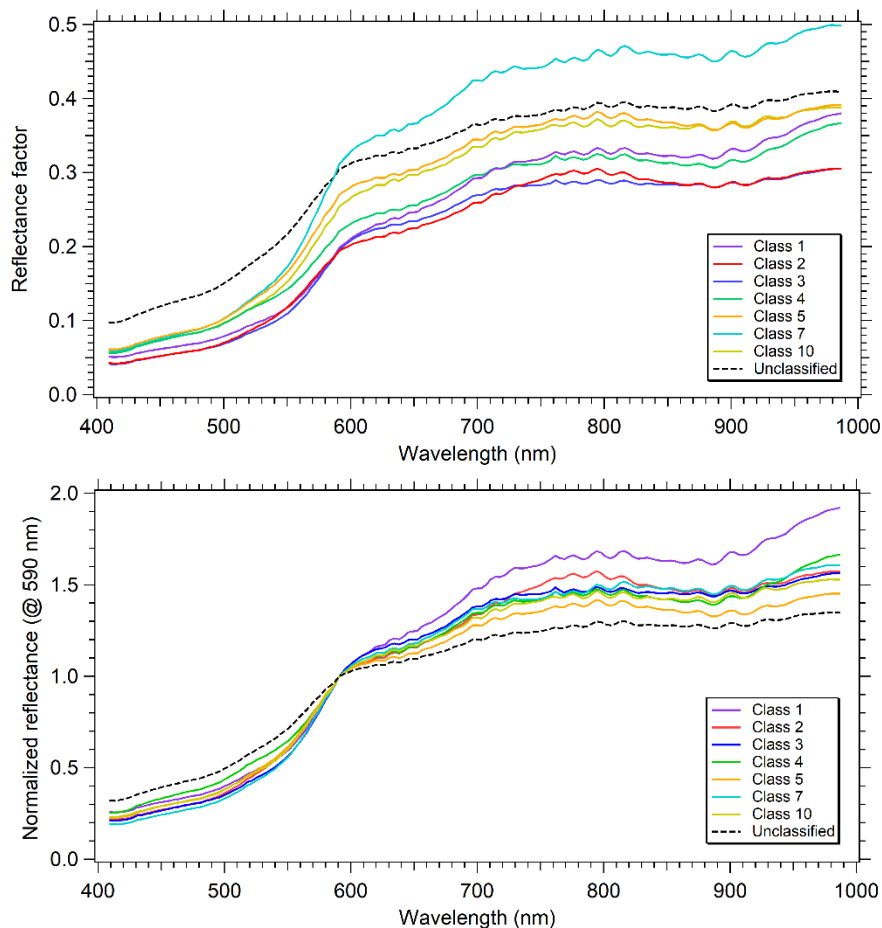 0.5
0.4
0.3
0.2
0.1
0.0
Reflectance factor
Class 1
Class 2
Class 3
Class 4
Class 5
Class 7
Class 10
Unclassified
400 500 600 700 800 900 1000
Wavelength (nm)
2.0
1.5
1.0
0.5
0.0
Normalized reflectance (@ 590 nm)
Class 1
Class 2
Class 3
Class 4
Class 5
Class 7
Class 10
Unclassified
400 500 600 700 800 900 1000
Wavelength (nm)